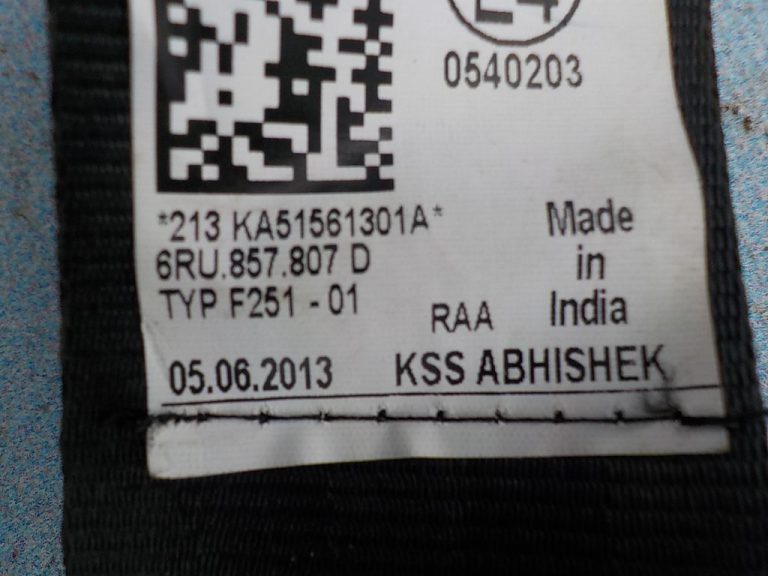 E4
0540203
*213 KA51561301A*
6RU.857.807 D
TYP F251 - 01
RAA
Made
in
India
05.06.2013
KSS ABHISHEK